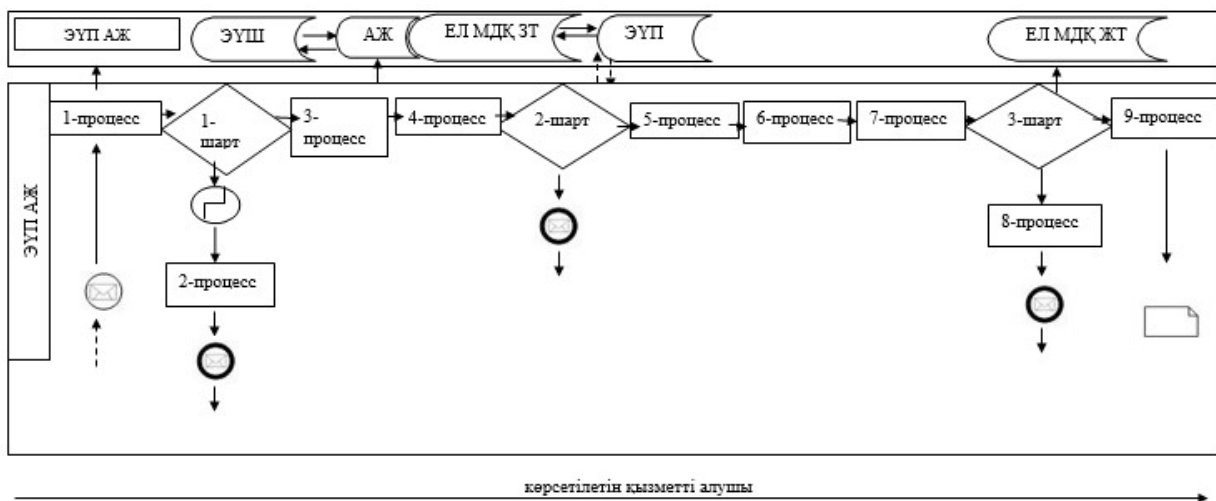 ЭҮП АЖ
ЭҮШ
АЖ
ЕЛ МДҚ ЗТ
ЭҮП
ЕЛ МДҚ ЖТ
ЭҮП АЖ
1-процесс
1-
шарт
3-
процесс
4-процесс
2-шарт
5-процесс
6-процесс
7-процесс
3-шарт
9-процесс
8-процесс
2-процесс
көрсетілетін қызметті алушы